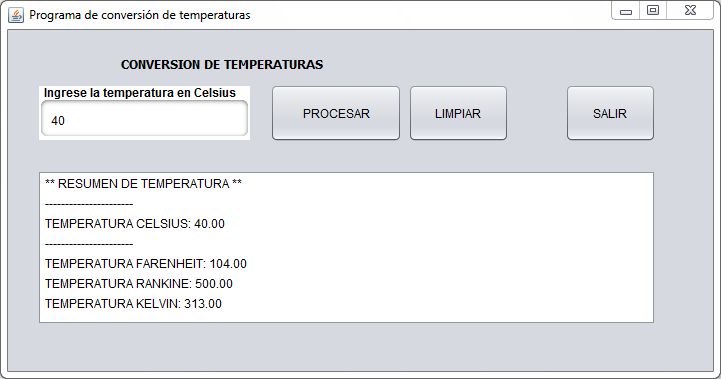 Programa de conversión de temperaturas
CONVERSION DE TEMPERATURAS
Ingrese la temperatura en Celsius
40
PROCESAR
LIMPIAR
SALIR
** RESUMEN DE TEMPERATURA **
----------------------
TEMPERATURA CELSIUS: 40.00
----------------------
TEMPERATURA FARENHEIT: 104.00
TEMPERATURA RANKINE: 500.00
TEMPERATURA KELVIN: 313.00